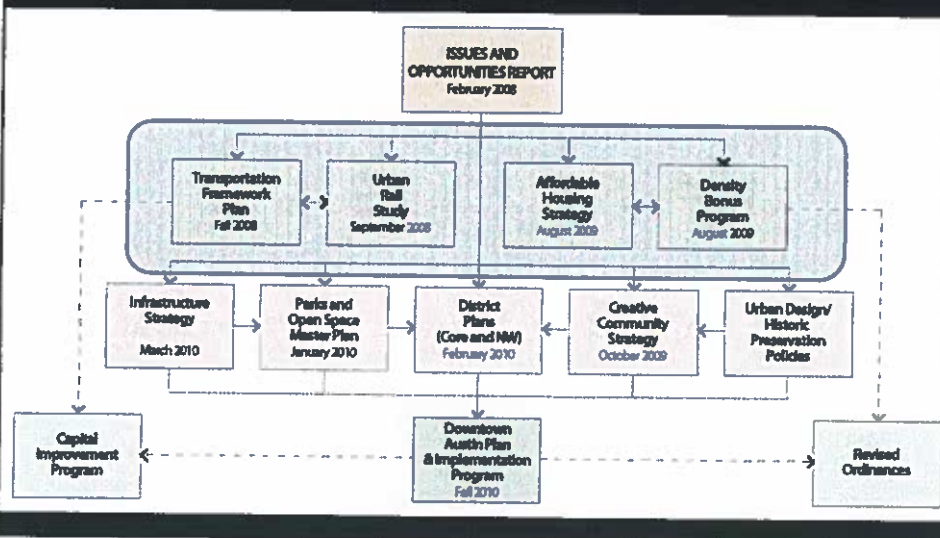 ISSUES AND
OPPORTUNITIES REPORT
February 2008
Transportation
Framework
Plan
Fall 2008
Urban
Rail
Study
September 2008
Affordable
Housing
Strategy
August 2009
Density
Bonus
Program
August 2009
Infrastructure
Strategy
March 2010
Parks and
Open Space
Master Plan
January 2010
District
Plans
(Core and NW)
February 2010
Creative
Community
Strategy
October 2009
Urban Design/
Historic
Preservation
Policies
Capital
Improvement
Program
Downtown
Austin Plan
& Implementation
Program
Fall 2010
Revised
Ordinances